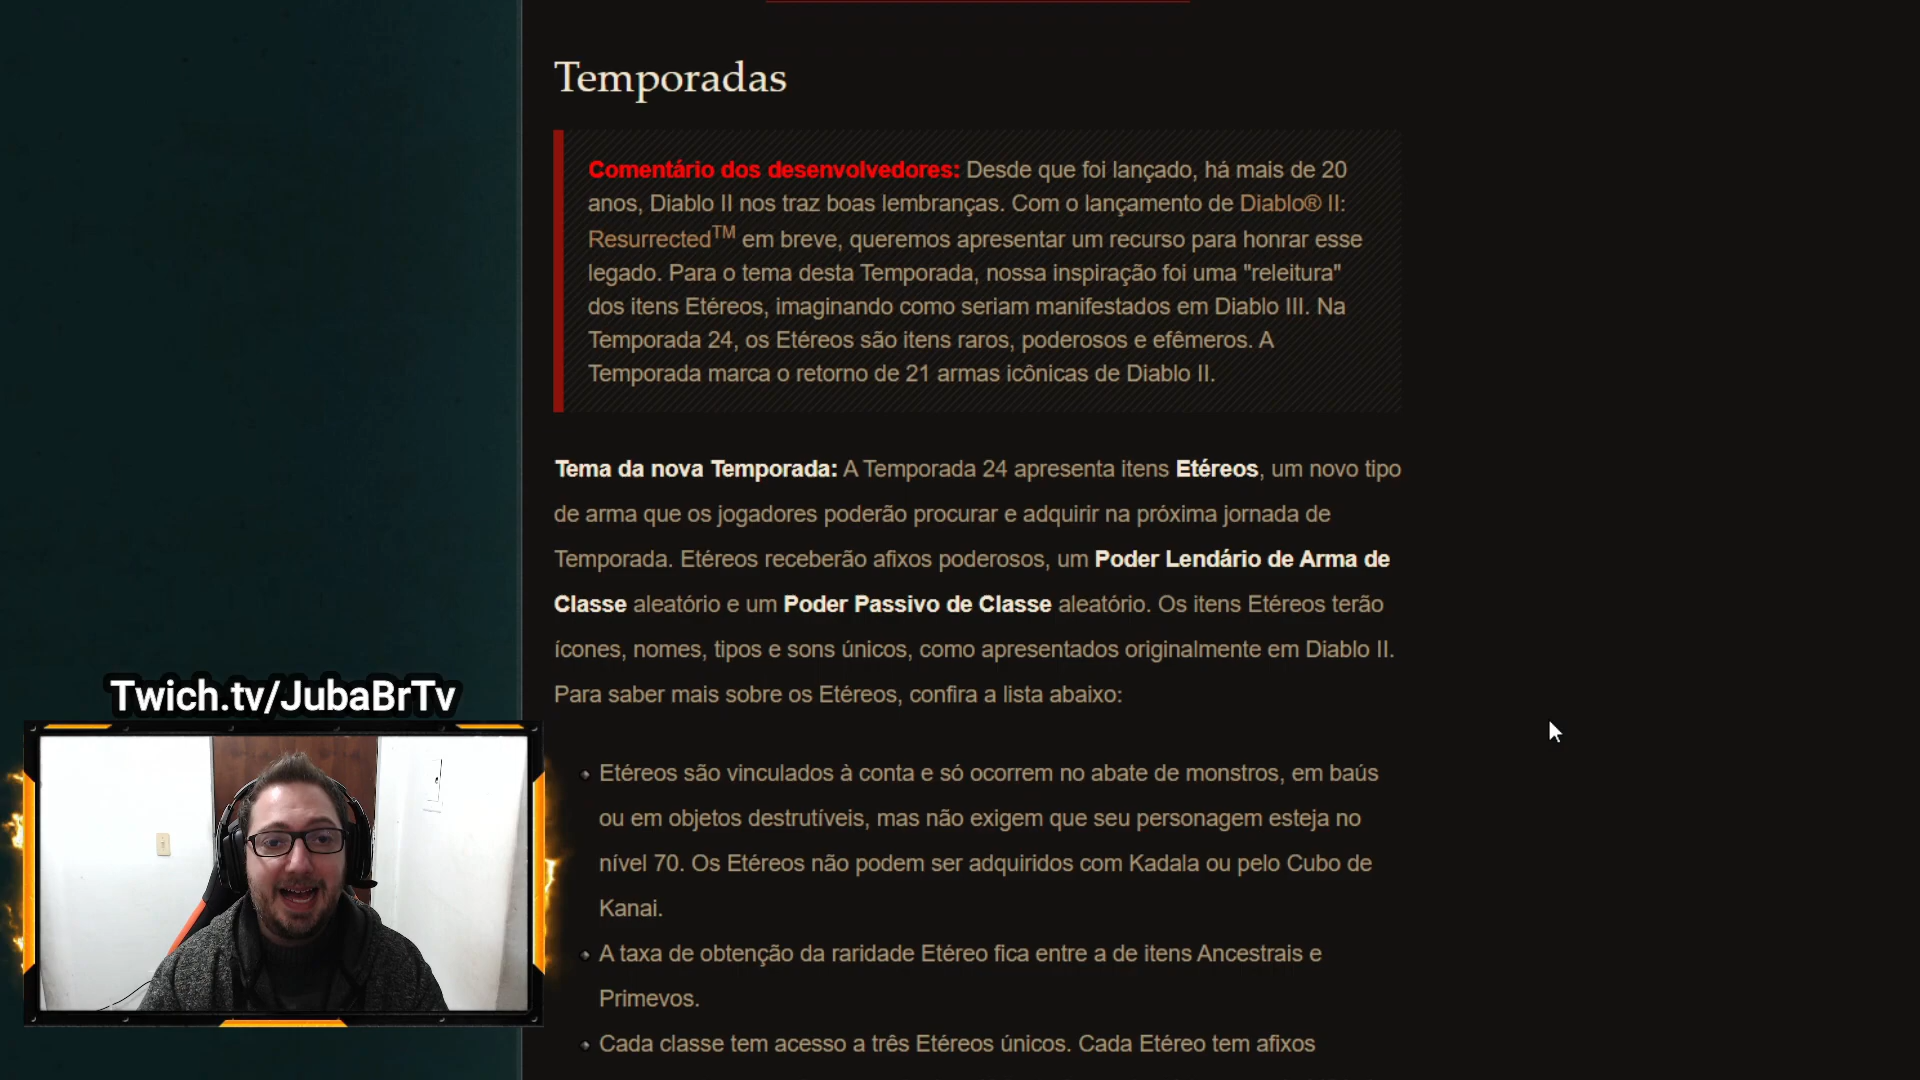 Temporadas
Comentário dos desenvolvedores: Desde que foi lançado, há mais de 20
anos, Diablo II nos traz boas lembranças. Com o lançamento de Diablo® II:
Resurrected™ em breve, queremos apresentar um recurso para honrar esse
legado. Para o tema desta Temporada, nossa inspiração foi uma "releitura"
dos itens Etéreos, imaginando como seriam manifestados em Diablo III. Na
Temporada 24, os Etéreos são itens raros, poderosos e efêmeros. A
Temporada marca o retorno de 21 armas icônicas de Diablo II.
Tema da nova Temporada: A Temporada 24 apresenta itens Etéreos, um novo tipo
de arma que os jogadores poderão procurar e adquirir na próxima jornada de
Temporada. Etéreos receberão afixos poderosos, um Poder Lendário de Arma de
Classe aleatório e um Poder Passivo de Classe aleatório. Os itens Etéreos terão
ícones, nomes, tipos e sons únicos, como apresentados originalmente em Diablo II.
Para saber mais sobre os Etéreos, confira a lista abaixo:
Etéreos são vinculados à conta e só ocorrem no abate de monstros, em baús
ou em objetos destrutíveis, mas não exigem que seu personagem esteja no
nível 70. Os Etéreos não podem ser adquiridos com Kadala ou pelo Cubo de
Kanai.
A taxa de obtenção da raridade Etéreo fica entre a de itens Ancestrais e
Primevos.
Cada classe tem acesso a três Etéreos únicos. Cada Etéreo tem afixos
Twich.tv/JubaBrTv